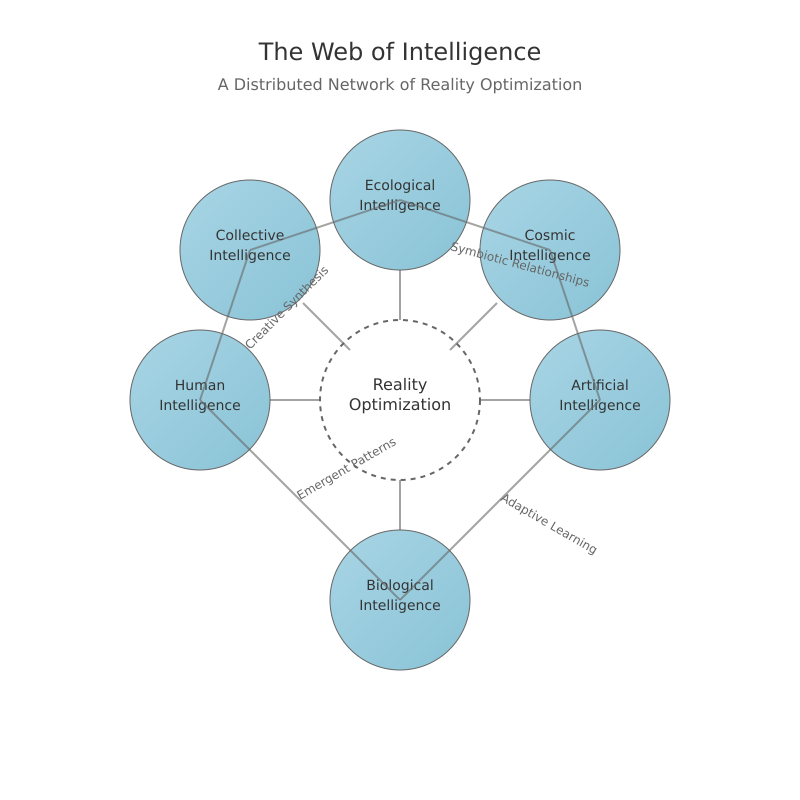 The Web of Intelligence
A Distributed Network of Reality Optimization
Ecological
Intelligence
Collective
Intelligence
Cosmic
Intelligence
Symbiotic Relationships
Creative Synthesis
Human
Intelligence
Reality
Optimization
Artificial
Intelligence
Emergent Patterns
Adaptive Learning
Biological
Intelligence